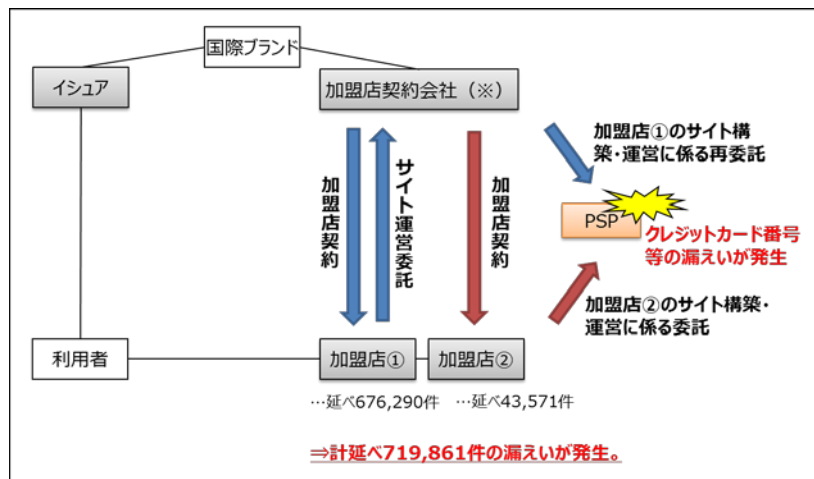 国際ブランド
イシュア
加盟店契約会社（※）
加盟店①のサイト構
築・運営に係る再委託
加盟店契約
サイト運営委託
加盟店契約
PSP
クレジットカード番号
等の漏えいが発生
加盟店②のサイト構築・
運営に係る委託
利用者
加盟店①
加盟店②
…延べ676,290件
…延べ43,571件
⇒計延べ719,861件の漏えいが発生。